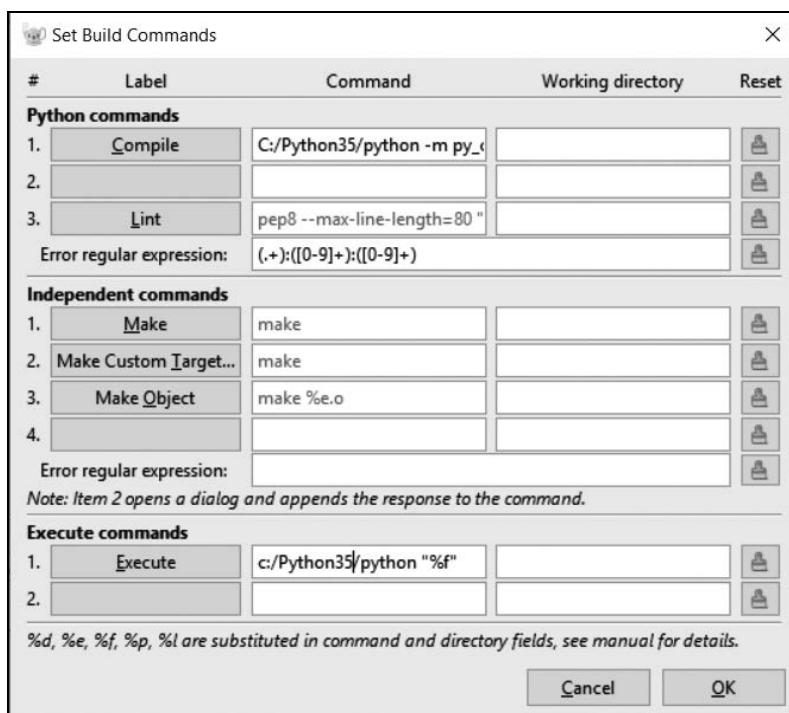 Set Build Commands
# Label Command Working directory Reset
Python commands
1. Compile C:/Python35/python -m py_
2.
3. Lint pep8 --max-line-length=80 "
Error regular expression: (.+):([0-9]+):([0-9]+)
Independent commands
1. Make make
2. Make Custom Target... make
3. Make Object make %e.o
4.
Error regular expression:
Note: Item 2 opens a dialog and appends the response to the command.
Execute commands
1. Execute c:/Python35/python "%f"
2.
%d, %e, %f, %p, %l are substituted in command and directory fields, see manual for details.
Cancel OK